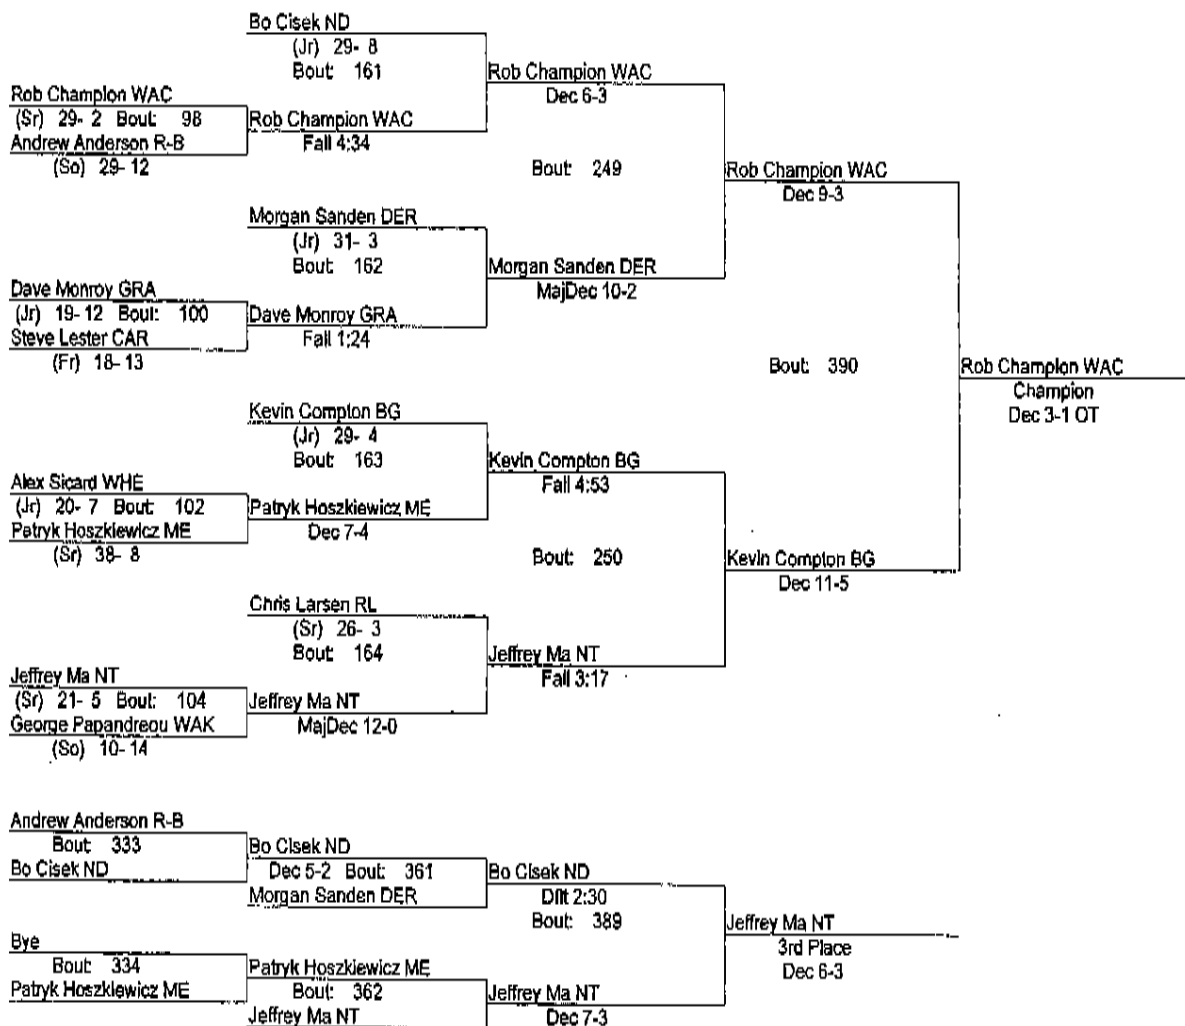 Bo Cisek ND
(Jr) 29- 8
Bout: 161
Rob Champion WAC
Dec 6-3
Rob Champion WAC
(Sr) 29- 2 Bout: 98
Andrew Anderson R-B
(So) 29- 12
Rob Champion WAC
Fall 4:34
Bout: 249
Rob Champion WAC
Dec 9-3
Morgan Sanden DER
(Jr) 31- 3
Bout: 162
Morgan Sanden DER
MajDec 10-2
Dave Monroy GRA
(Jr) 19- 12 Bout: 100
Steve Lester CAR
(Fr) 18- 13
Dave Monroy GRA
Fall 1:24
Bout: 390
Rob Champion WAC
Champion
Dec 3-1 OT
Kevin Compton BG
(Jr) 29- 4
Bout: 163
Kevin Compton BG
Fall 4:53
Alex Sicard WHE
(Jr) 20- 7 Bout: 102
Patryk Hoszkiewicz ME
(Sr) 38- 8
Patryk Hoszkiewicz ME
Dec 7-4
Bout: 250
Kevin Compton BG
Dec 11-5
Chris Larsen RL
(Sr) 26- 3
Bout: 164
Jeffrey Ma NT
Fall 3:17
Jeffrey Ma NT
(Sr) 21- 5 Bout: 104
George Papandreou WAK
(So) 10- 14
Jeffrey Ma NT
MajDec 12-0
Andrew Anderson R-B
Bout: 333
Bo Cisek ND
Bo Cisek ND
Dec 5-2 Bout: 361
Morgan Sanden DER
Bo Cisek ND
Dflt 2:30
Bout: 389
Jeffrey Ma NT
3rd Place
Dec 6-3
Bye
Bout: 334
Patryk Hoszkiewicz ME
Patryk Hoszkiewicz ME
Bout: 362
Jeffrey Ma NT
Jeffrey Ma NT
Dec 7-3